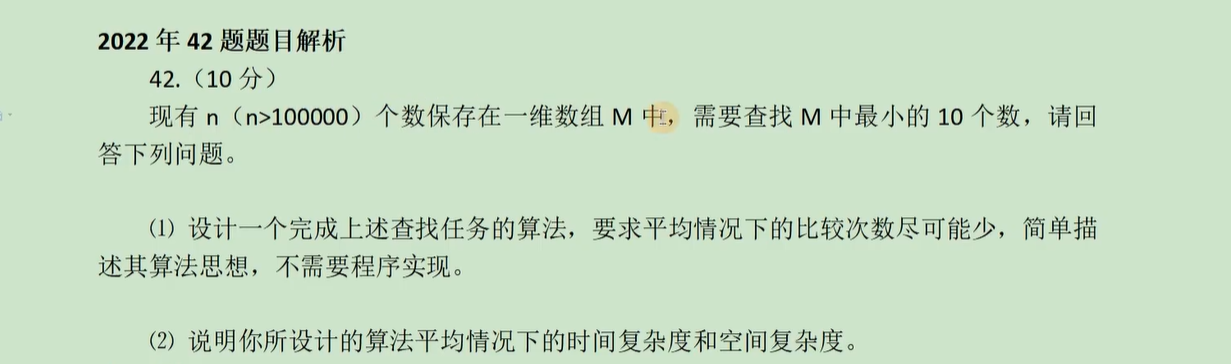 2022 年 42 题题目解析
42.（10 分）
现有 n（n>100000）个数保存在一维数组 M 中，需要查找 M 中最小的 10 个数，请回
答下列问题。
⑴ 设计一个完成上述查找任务的算法，要求平均情况下的比较次数尽可能少，简单描
述其算法思想，不需要程序实现。
⑵ 说明你所设计的算法平均情况下的时间复杂度和空间复杂度。